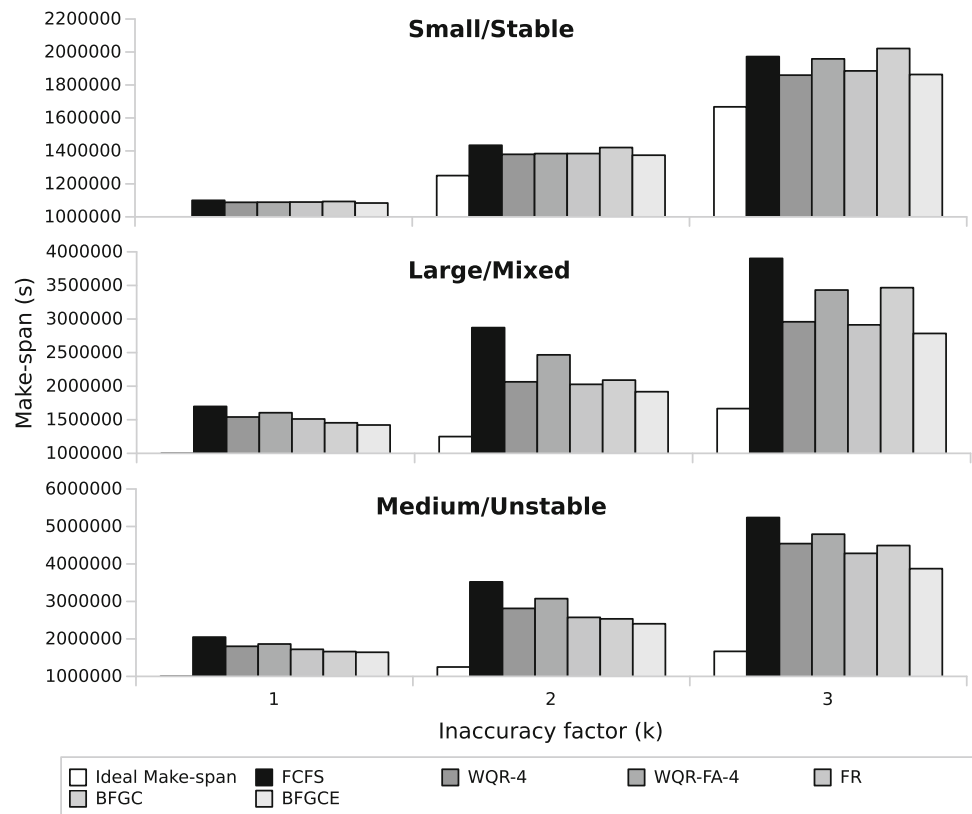 Small/Stable
2200000
2000000
1800000
1600000
1400000
1200000
1000000
Large/Mixed
4000000
3500000
3000000
2500000
2000000
1500000
1000000
Make-span (s)
Medium/Unstable
6000000
5000000
4000000
3000000
2000000
1000000
1 2 3
Inaccuracy factor (k)
Ideal Make-span FCFS WQR-4 WQR-FA-4 FR
BFGC BFGCE